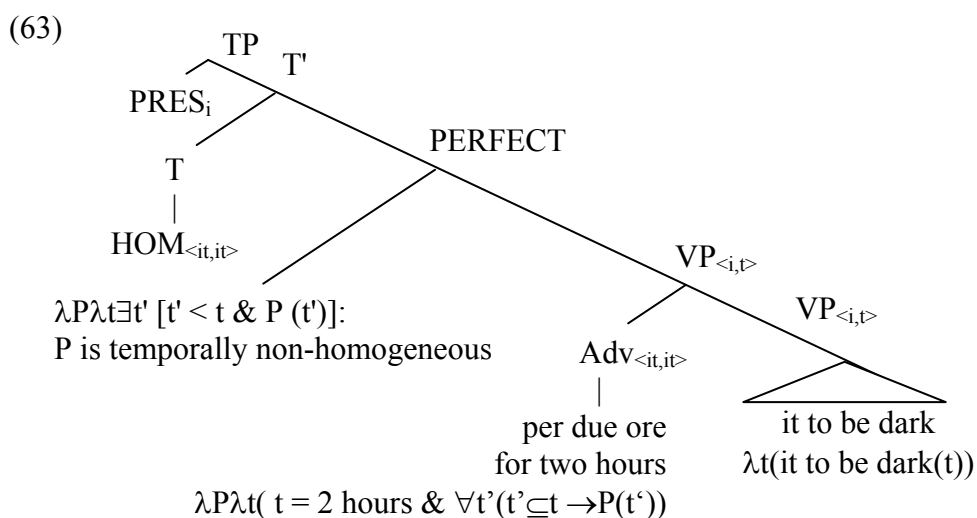 (63)
TP
T'
PRESi
PERFECT
T
|
HOM<it,it>
VP<i,t>
λPλt∃t' [t' < t & P (t')]:
VP<i,t>
P is temporally non-homogeneous
Adv<it,it>
|
per due ore
it to be dark
for two hours
λt(it to be dark(t))
λPλt( t = 2 hours & ∀t’(t’⊆t →P(t‘))